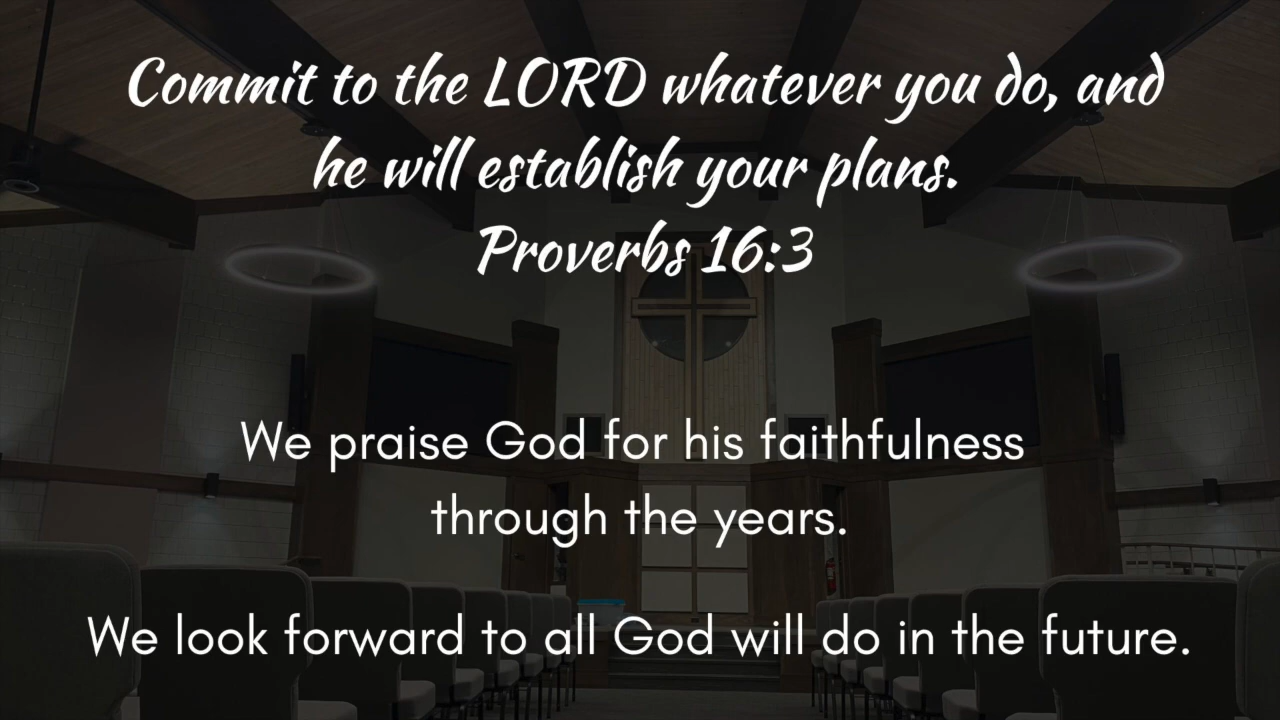 Commit to the LORD whatever you do, and
he will establish your plans.
Proverbs 16:3
We praise God for his faithfulness
through the years.
We look forward to all God will do in the future.